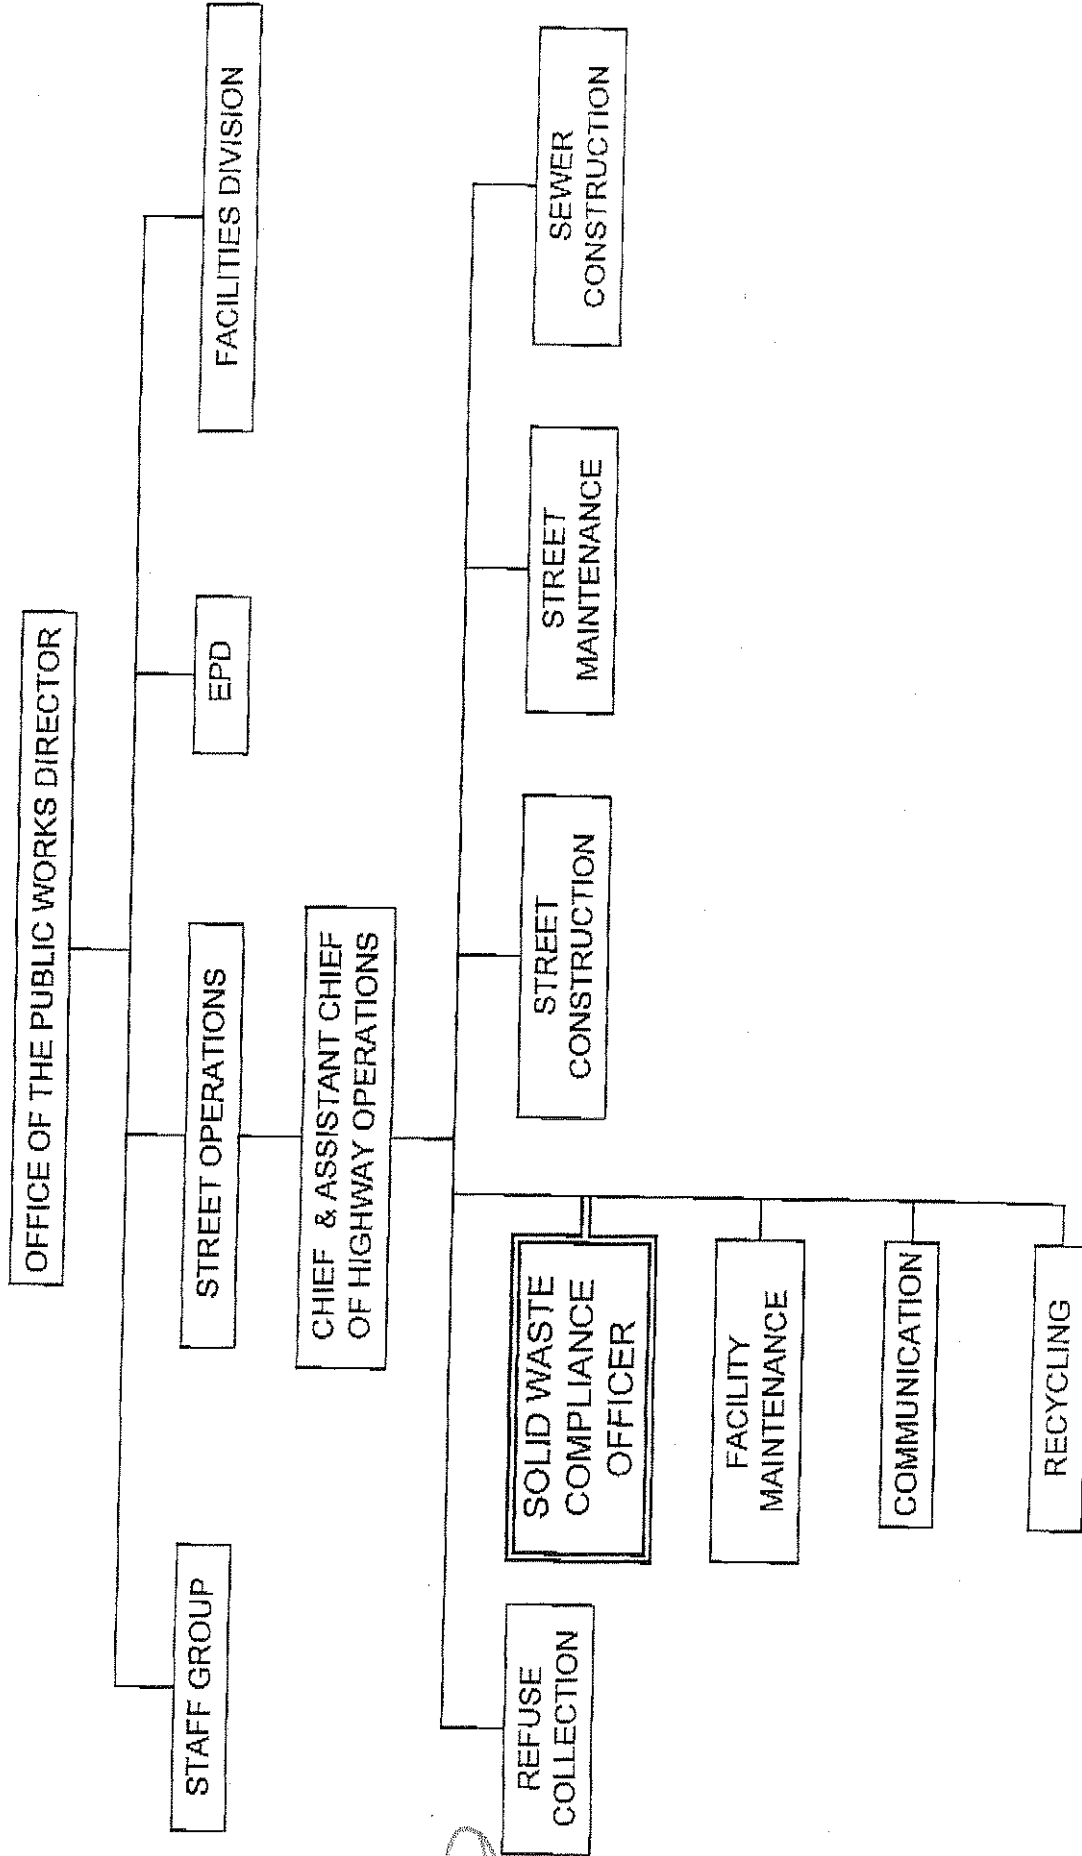 OFFICE OF THE PUBLIC WORKS DIRECTOR
STAFF GROUP
STREET OPERATIONS
EPD
FACILITIES DIVISION
CHIEF & ASSISTANT CHIEF
OF HIGHWAY OPERATIONS
REFUSE
COLLECTION
SOLID WASTE
COMPLIANCE
OFFICER
FACILITY
MAINTENANCE
COMMUNICATION
RECYCLING
STREET
CONSTRUCTION
STREET
MAINTENANCE
SEWER
CONSTRUCTION